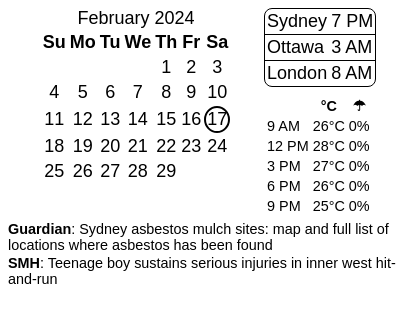 February 2024
Su Mo Tu We Th Fr Sa
1 2 3
4 5 6 7 8 9 10
11 12 13 14 15 16 17
18 19 20 21 22 23 24
25 26 27 28 29
Sydney 7 PM
Ottawa 3 AM
London 8 AM
°C ☂
9 AM 26°C 0%
12 PM 28°C 0%
3 PM 27°C 0%
6 PM 26°C 0%
9 PM 25°C 0%
Guardian: Sydney asbestos mulch sites: map and full list of
locations where asbestos has been found
SMH: Teenage boy sustains serious injuries in inner west hit-
and-run